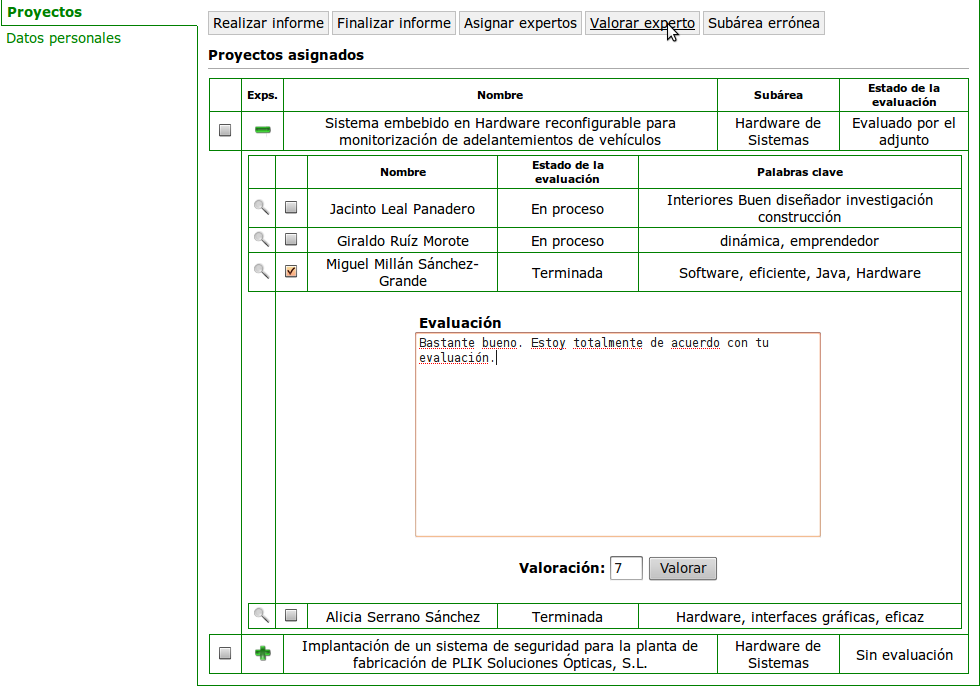 Proyectos
Datos personales
Realizar informe Finalizar informe Asignar expertos Valorar experto Subárea errónea
Proyectos asignados
Exps. Nombre Subárea Estado de la
evaluación
Sistema embebido en Hardware reconfigurable para
monitorización de adelantamientos de vehículos
Hardware de
Sistemas
Evaluado por el
adjunto
Nombre Estado de la
evaluación
Palabras clave
Jacinto Leal Panadero En proceso Interiores Buen diseñador investigación
construcción
Giraldo Ruíz Morote En proceso dinámica, emprendedor
Miguel Millán Sánchez-
Grande
Terminada Software, eficiente, Java, Hardware
Evaluación
Bastante bueno. Estoy totalmente de acuerdo con tu
evaluación.
Valoración: 7 Valorar
Alicia Serrano Sánchez Terminada Hardware, interfaces gráficas, eficaz
Implantación de un sistema de seguridad para la planta de
fabricación de PLIK Soluciones Ópticas, S.L.
Hardware de
Sistemas
Sin evaluación